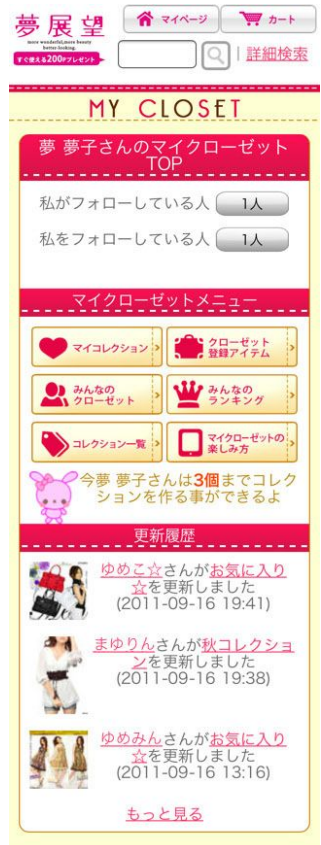 夢展望
more wonderful,more beauty
better-looking.
すぐ使える200Pプレゼント
マイページ
カート
詳細検索
MY CLOSET
夢 夢子さんのマイクローゼット
TOP
私がフォローしている人 1人
私をフォローしている人 1人
マイクローゼットメニュー
マイコレクション
クローゼット
登録アイテム
みんなの
クローゼット
みんなの
ランキング
コレクション一覧
マイクローゼットの
楽しみ方
今夢 夢子さんは3個までコレク
ションを作る事ができるよ
更新履歴
ゆめこ☆さんがお気に入り
☆を更新しました
(2011-09-16 19:41)
まゆりんさんが秋コレクショ
ンを更新しました
(2011-09-16 19:38)
ゆめみんさんがお気に入り
☆を更新しました
(2011-09-16 13:16)
もっと見る